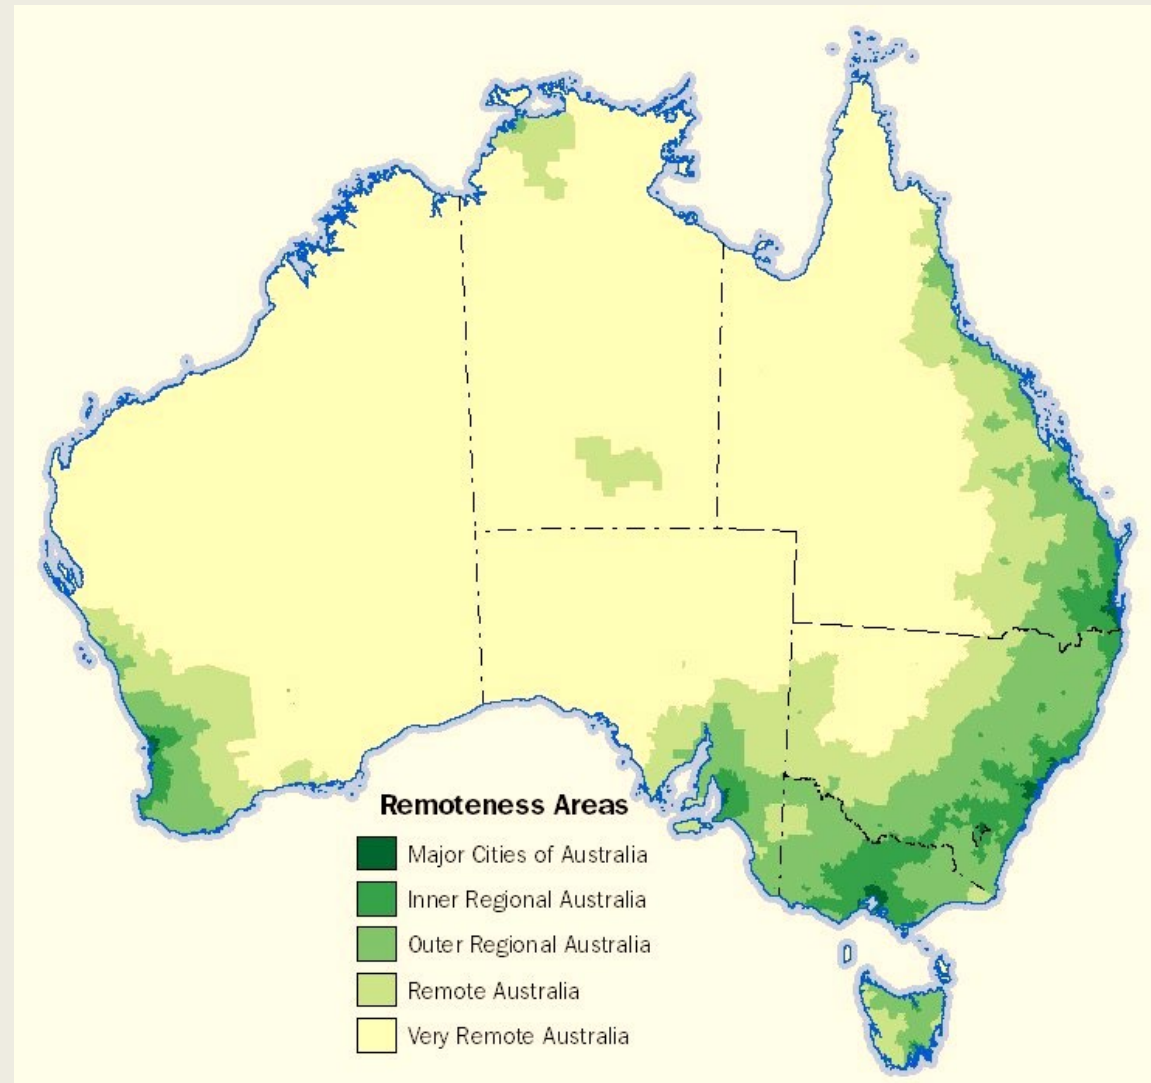 Remoteness Areas
Major Cities of Australia
Inner Regional Australia
Outer Regional Australia
Remote Australia
Very Remote Australia